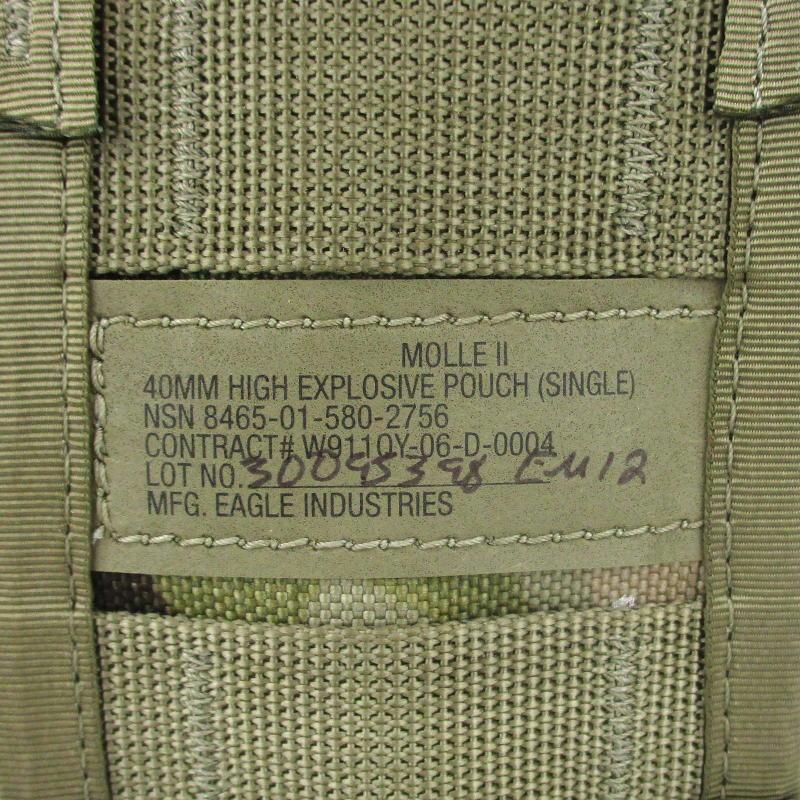 MOLLE II
40MM HIGH EXPLOSIVE POUCH (SINGLE)
NSN 8465-01-580-2756
CONTRACT# W911QY-06-D-0004
LOT NO. 30095398 EM12
MFG. EAGLE INDUSTRIES